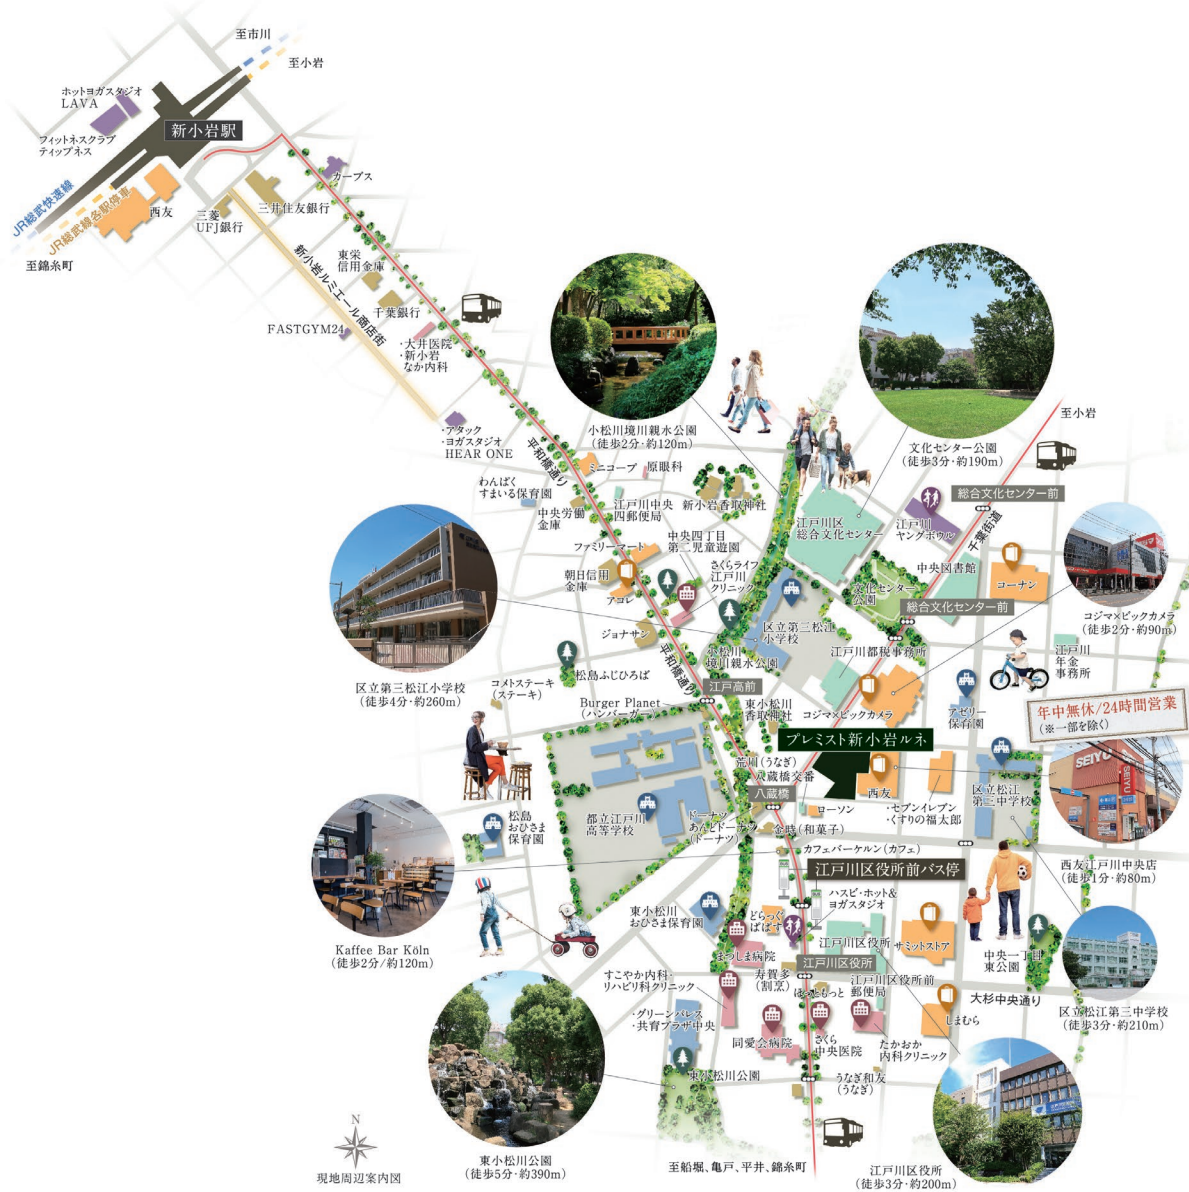 至市川
至小岩
ホットヨガスタジオ
LAVA
新小岩駅
フィットネスクラブ
ティップネス
カーブス
JR総武快速線
JR総武線各駅停車
西友
三菱
UFJ銀行
三井住友銀行
至錦糸町
新小岩ルミエール商店街
東栄
信用金庫
千葉銀行
FASTGYM24
・大井医院
・新小岩
なか内科
・アタック
・ヨガスタジオ
HEAR ONE
小松川境川親水公園
(徒歩2分・約120m)
文化センター公園
(徒歩3分・約190m)
至小岩
平和橋通り
ミニコープ
原眼科
わんぱく
すまいる保育園
中央労働
金庫
江戸川中央
四郵便局
新小岩香取神社
江戸川区
総合文化センター
江戸川
ヤングボウル
総合文化センター前
千葉街道
ファミリーマート
中央四丁目
第二児童遊園
さくらライフ
江戸川
クリニック
朝日信用
金庫
アコレ
文化センター
公園
中央図書館
コーナン
総合文化センター前
コジマ×ビックカメラ
(徒歩2分・約90m)
ジョナサン
区立第三松江
小学校
小松川
境川親水公園
江戸川都税事務所
江戸川
年金
事務所
平和橋通り
松島ふじひろば
江戸高前
区立第三松江小学校
(徒歩4分・約260m)
コメトステーキ
(ステーキ)
Burger Planet
(ハンバーガー)
東小松川
香取神社
コジマ×ビックカメラ
アゼリー
保育園
年中無休/24時間営業
(※一部を除く)
プレミスト新小岩ルネ
荒川(うなぎ)
八蔵橋交番
八蔵橋
西友
SEIYU
SEIYU
・セブンイレブン
・くすりの福太郎
区立松江
第三中学校
ローソン
松島
おひさま
保育園
都立江戸川
高等学校
ドーナツ
あんどドーナツ
(ドーナツ)
金時(和菓子)
カフェバーケルン(カフェ)
江戸川区役所前バス停
西友江戸川中央店
(徒歩1分・約80m)
ハスピ・ホット&
ヨガスタジオ
東小松川
おひさま保育園
どらっぐ
ぱぱす
江戸川区役所
サミットストア
Kaffee Bar Köln
(徒歩2分/約120m)
まつしま病院
江戸川区役所
中央一丁目
東公園
すこやか内科・
リハビリ科クリニック
寿賀多
(割烹)
ほっともっと
江戸川区役所前
郵便局
大杉中央通り
しまむら
区立松江第三中学校
(徒歩3分・約210m)
・グリーンパレス
・共育プラザ中央
同愛会病院
さくら
中央医院
たかおか
内科クリニック
東小松川公園
うなぎ和友
(うなぎ)
N
現地周辺案内図
東小松川公園
(徒歩5分・約390m)
至船堀、亀戸、平井、錦糸町
江戸川区役所
(徒歩3分・約200m)